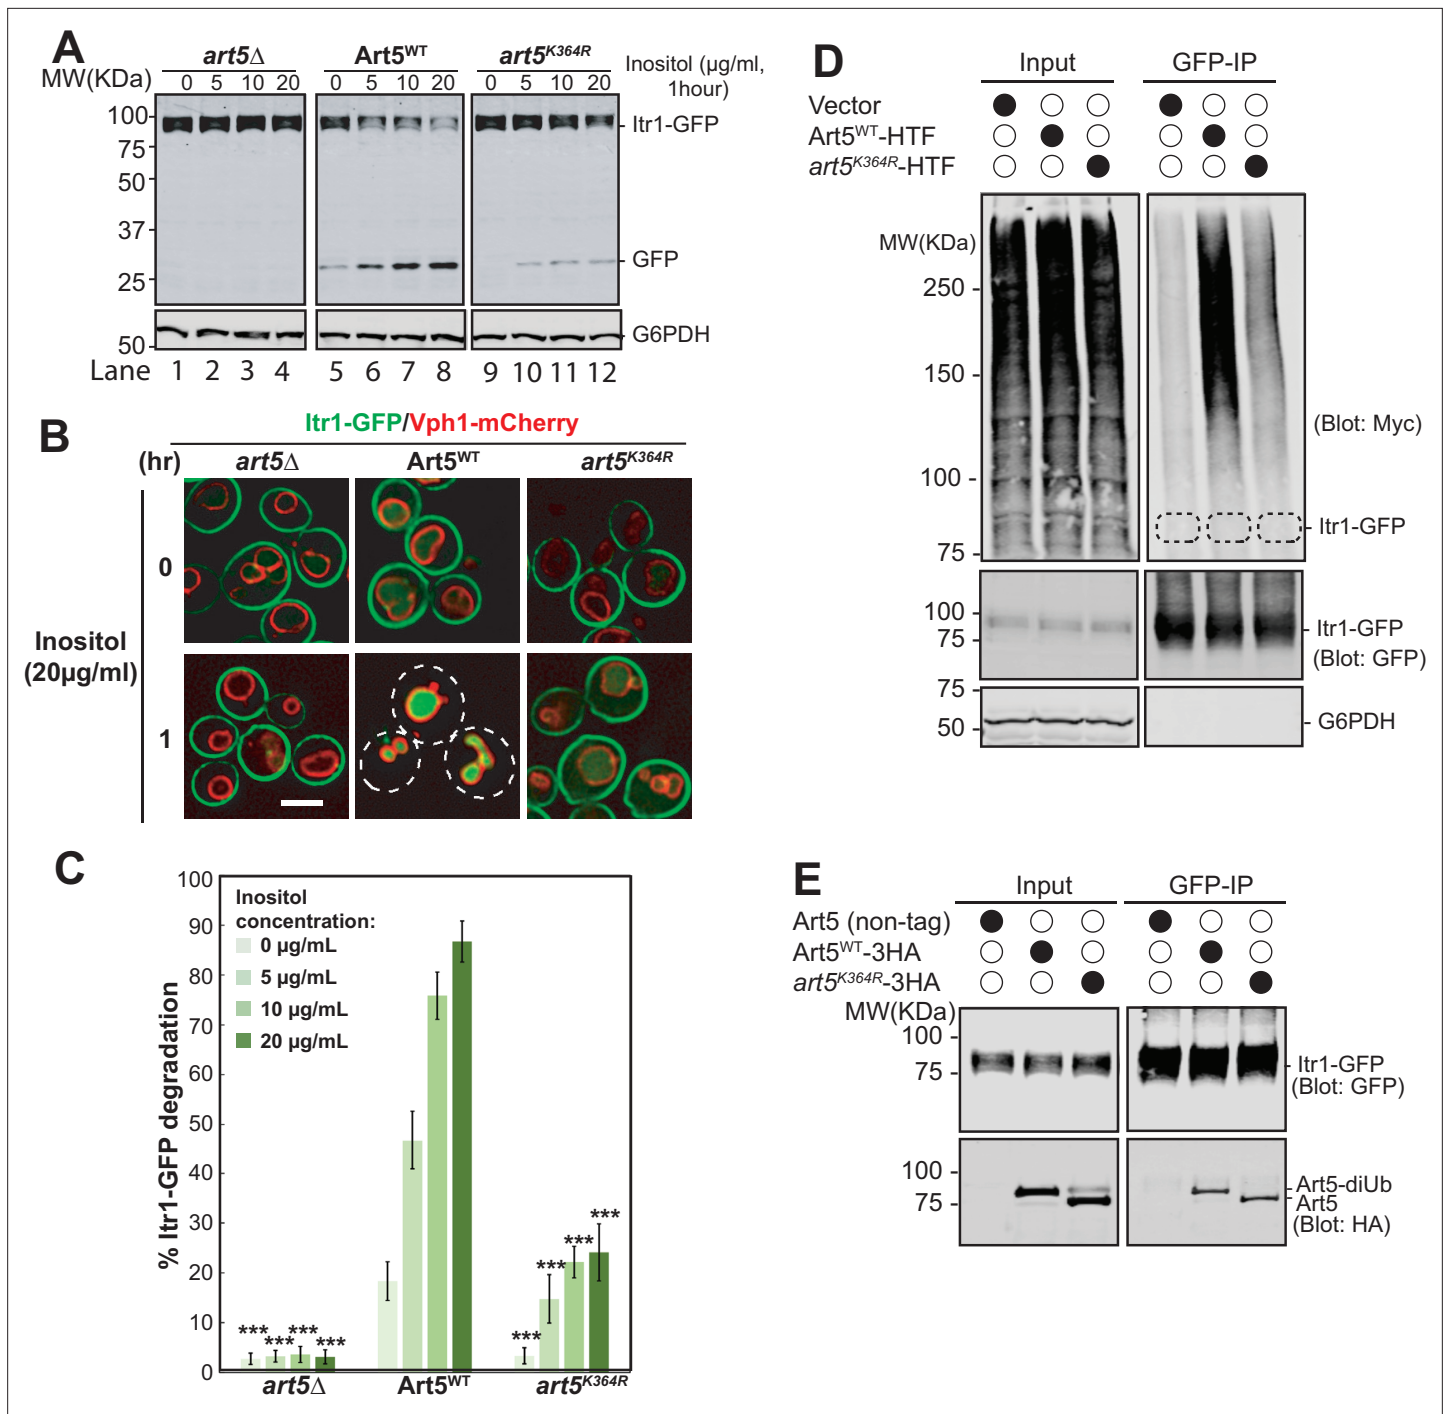 A
art5Δ Art5WT art5K364R
MW(KDa) 0 5 10 20 0 5 10 20 0 5 10 20 Inositol (µg/ml, 1hour)
100
75
50
37
25
50
Itr1-GFP
GFP
G6PDH
Lane 1 2 3 4 5 6 7 8 9 10 11 12
B
Itr1-GFP/Vph1-mCherry
(hr) art5Δ Art5WT art5K364R
0
Inositol
(20µg/ml)
1
C
% Itr1-GFP degradation
100
90
80
70
60
50
40
30
20
10
0
Inositol
concentration:
0 µg/mL
5 µg/mL
10 µg/mL
20 µg/mL
*** *** *** ***
*** *** *** ***
art5Δ Art5WT art5K364R
D
Input GFP-IP
Vector
Art5WT-HTF
art5K364R-HTF
MW(KDa)
250
150
100
75
(Blot: Myc)
Itr1-GFP
100
75
Itr1-GFP
(Blot: GFP)
75
50
G6PDH
E
Input GFP-IP
Art5 (non-tag)
Art5WT-3HA
art5K364R-3HA
MW(KDa)
100
75
Itr1-GFP
(Blot: GFP)
100
75
Art5-diUb
Art5
(Blot: HA)